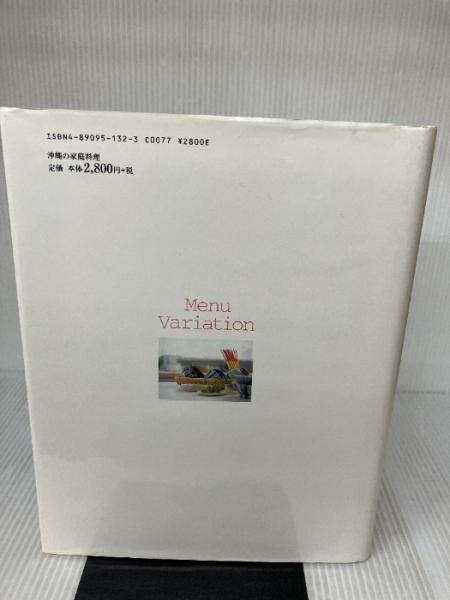 ISBN4-89095-132-3 C0077 ¥2800E
沖縄の家庭料理
定価 本体2,800円+税
Menu
Variation